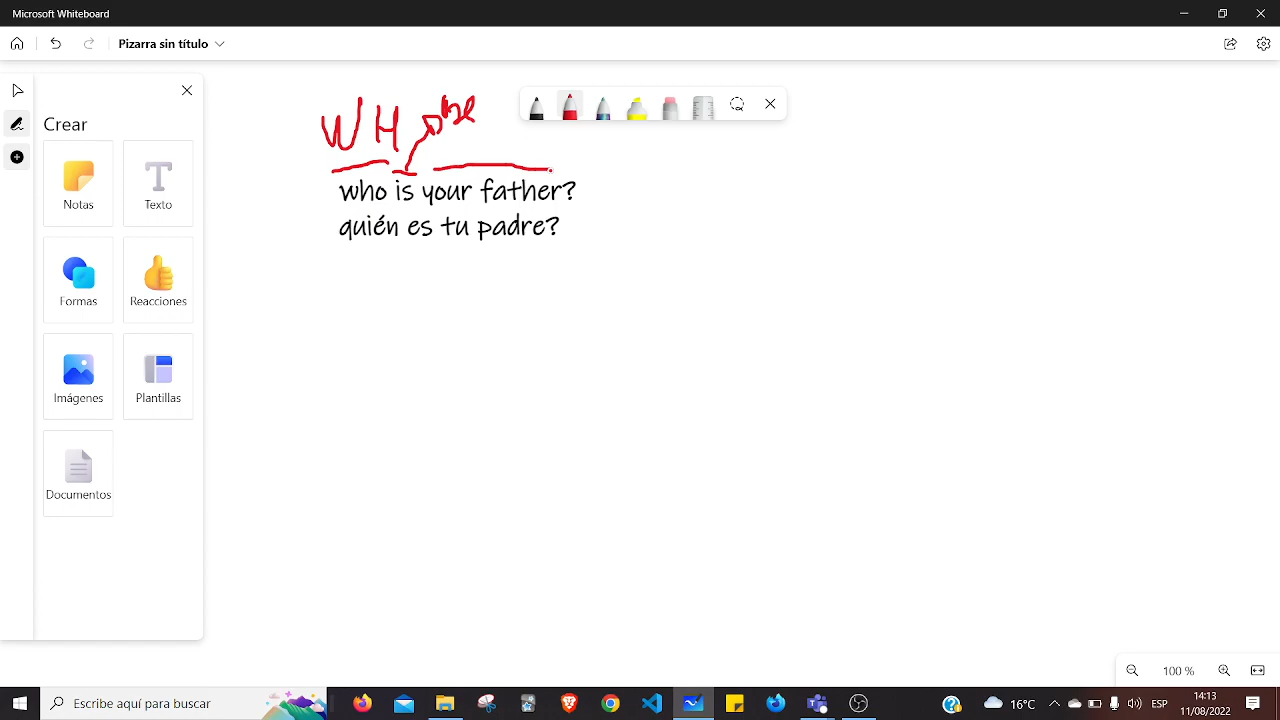 Microsoft Whiteboard
Pizarra sin título
Crear
Notas
Texto
Formas
Reacciones
Imágenes
Plantillas
Documentos
WH be
who is your father?
quién es tu padre?
100 %
Escribe aquí para buscar
16°C
ESP
14:13
11/08/2022